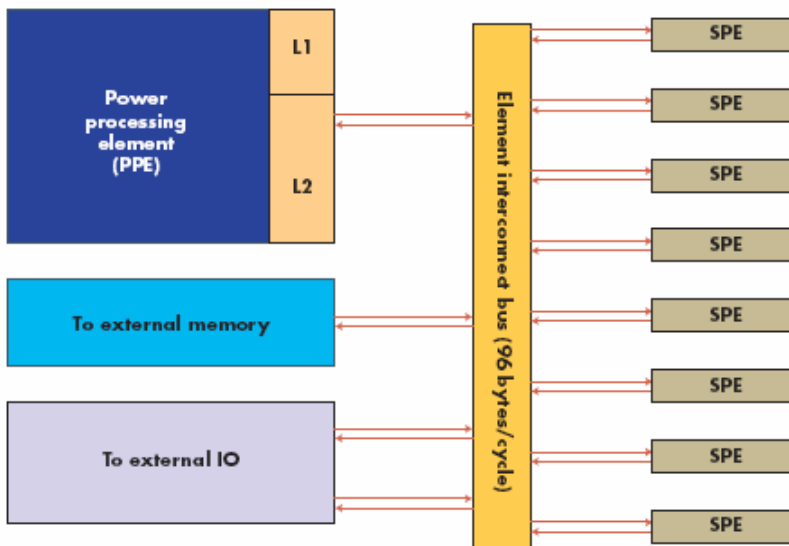 Power
processing
element
(PPE)
L1
L2
To external memory
To external IO
Element interconned bus (96 bytes/cycle)
SPE
SPE
SPE
SPE
SPE
SPE
SPE
SPE